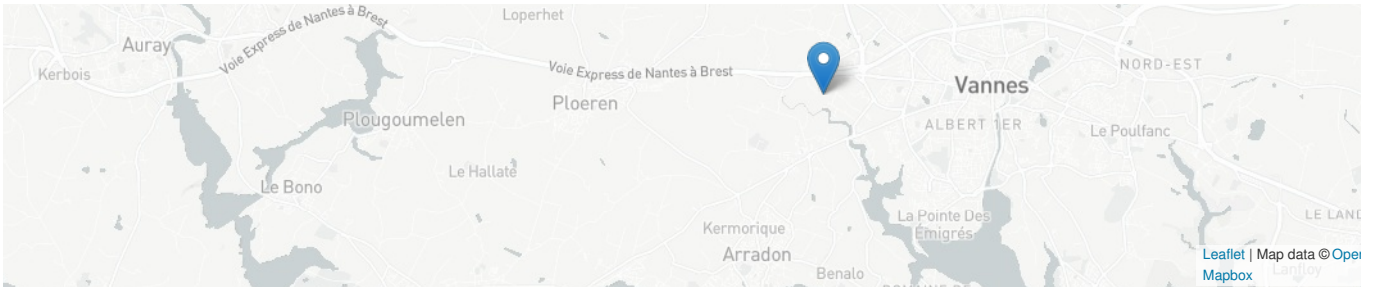 Loperhet
Voie Express de Nantes à Brest
Auray
Kerbois
Voie Express de Nantes à Brest
NORD-EST
Vannes
Ploeren
Plougoumelen
ALBERT 1ER
Le Poulfanc
Le Hallate
Le Bono
La Pointe Des
Émigrés
LE LAND
Kermorique
Arradon
Benalo
Leaflet | Map data © Open
Mapbox